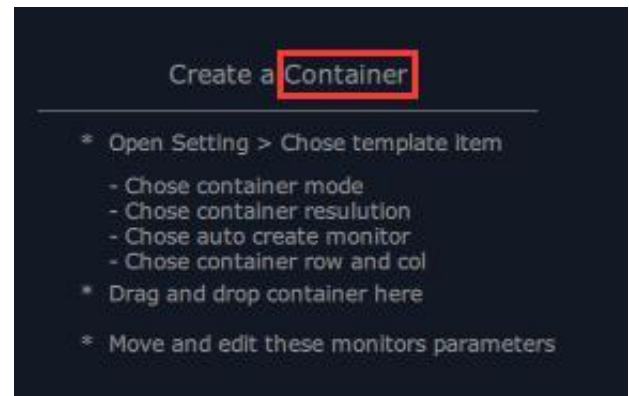 Create a Container
* Open Setting > Chose template item
- Chose container mode
- Chose container resulution
- Chose auto create monitor
- Chose container row and col
* Drag and drop container here
* Move and edit these monitors parameters